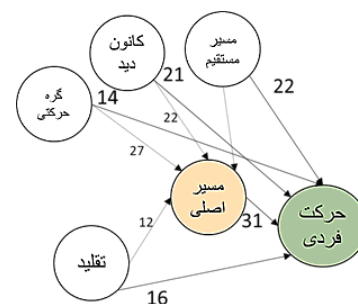 مسیر
مستقیم
کانون
دید
گره
حرکتی
14
21
22
22
27
مسیر
اصلی
31
حرکت
فردی
12
تقلید
16